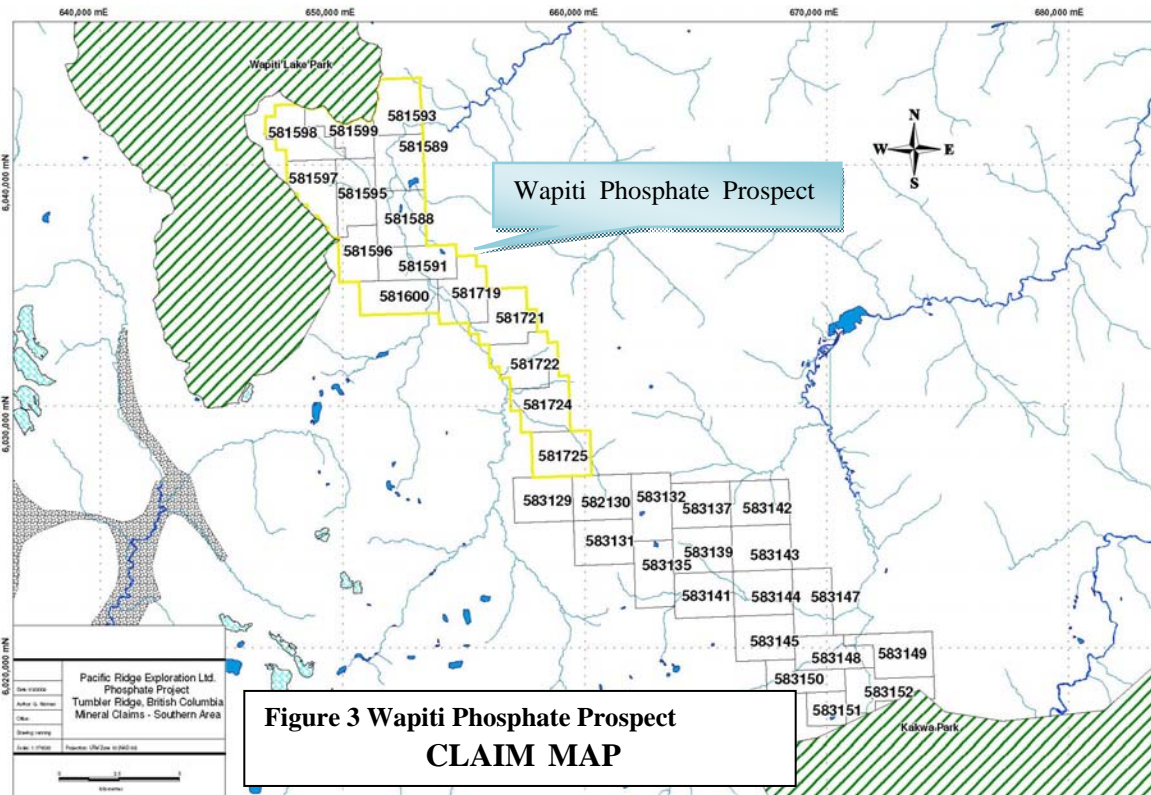 640,000 mE
650,000 mE
660,000 mE
670,000 mE
680,000 mE
Wapiti Lake Park
581593
581598
581599
N
581589
W E
S
6,040,000 mN
581597
Wapiti Phosphate Prospect
581595
581588
581596
581591
581600
581719
581721
581722
6,030,000 mN
581724
581725
583129
582130
583132
583137
583142
583131
583139
583143
583135
583141
583144
583147
583145
6,020,000 mN
583148
583149
583150
583152
583151
Kakwa Park
Pacific Ridge Exploration Ltd.
Phosphate Project
Tumbler Ridge, British Columbia
Mineral Claims - Southern Area
Figure 3 Wapiti Phosphate Prospect
CLAIM MAP